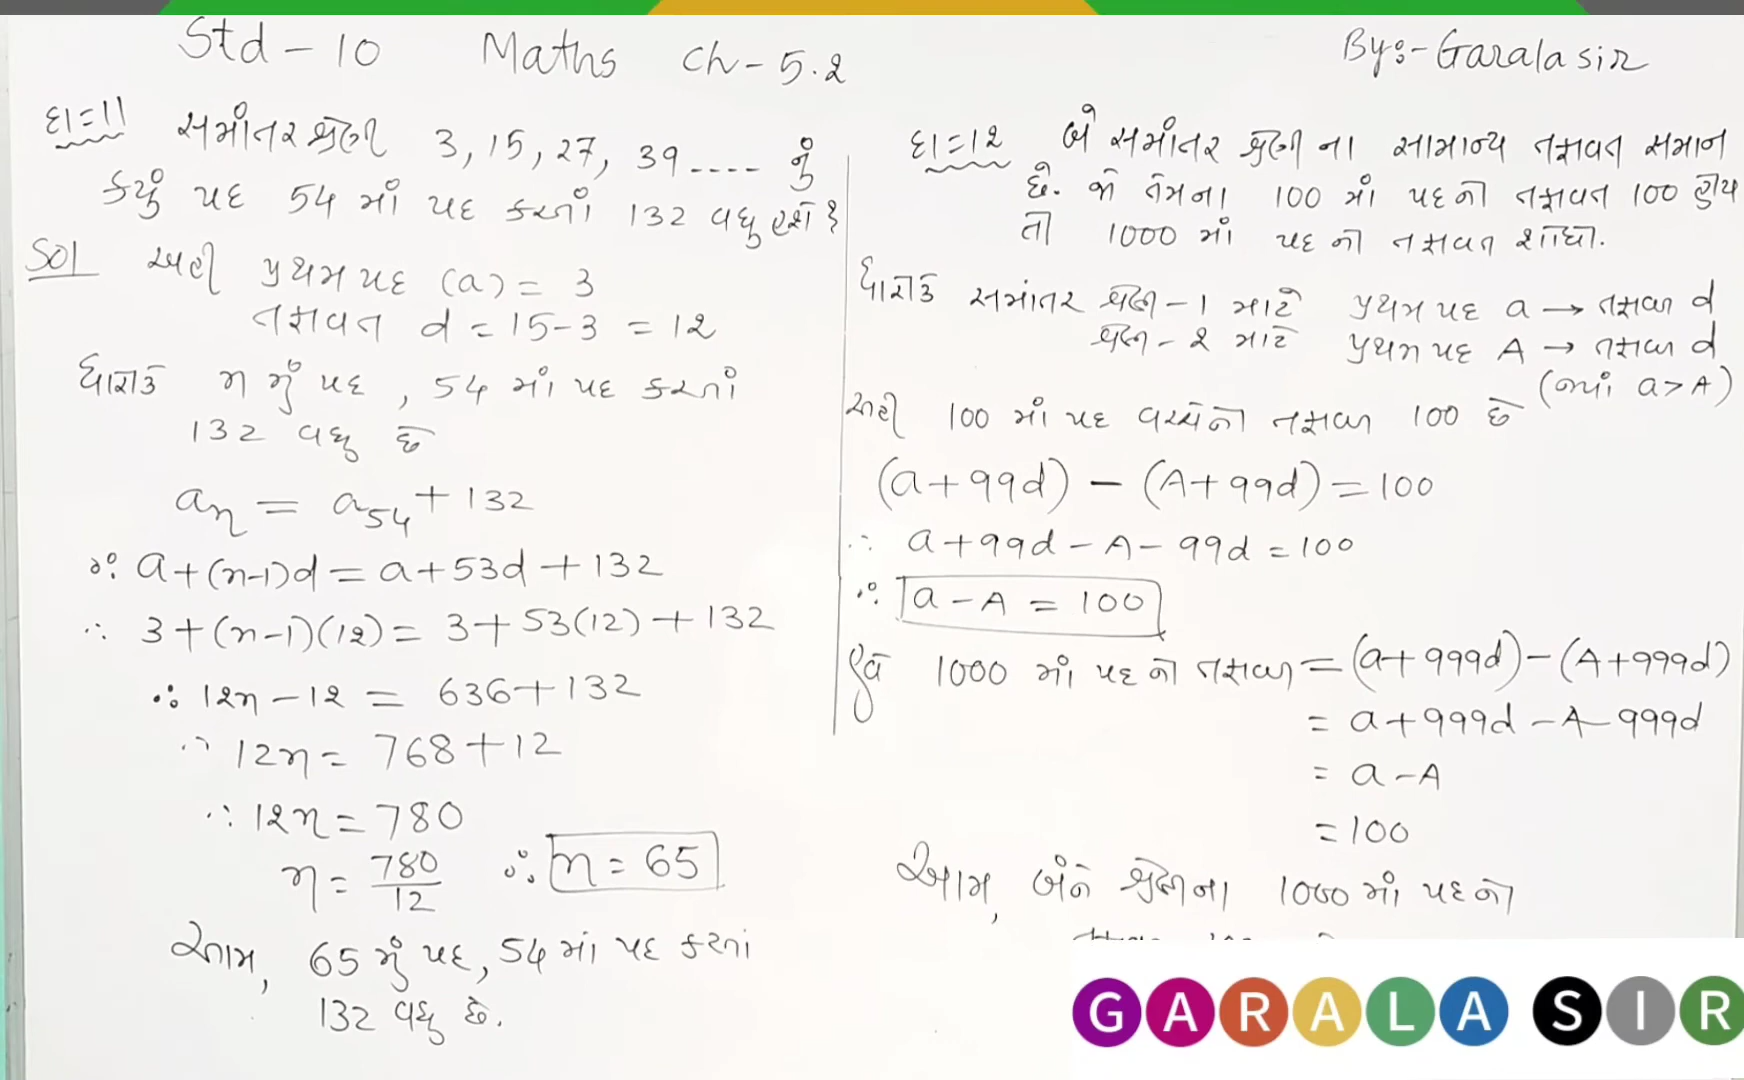 Std - 10 Maths Ch - 5.2
By:- Garala sir
દા=11 સમાંતર શ્રેણી 3, 15, 27, 39 .... નું
કયું પદ 54 માં પદ કરતાં 132 વધુ હશે ?
Sol અહી પ્રથમ પદ (a) = 3
તફાવત d = 15-3 = 12
ધારોકે n મું પદ, 54 માં પદ કરતાં
132 વધુ છે
an = a54 + 132
∴ a+(n-1)d = a+53d+132
∴ 3+(n-1)(12) = 3+53(12)+132
∴ 12n-12 = 636+132
∴ 12n = 768+12
∴ 12n = 780
n = 780/12 ∴ n = 65
આમ, 65 મું પદ, 54 માં પદ કરતાં
132 વધુ છે.
દા=12 બે સમાંતર શ્રેણી ના સામાન્ય તફાવત સમાન
છે. જો તેમના 100 માં પદ નો તફાવત 100 હોય
તો 1000 માં પદ નો તફાવત શોધો.
ધારોકે સમાંતર શ્રેણી-1 માટે પ્રથમ પદ a → તફાવત d
શ્રેણી-2 માટે પ્રથમ પદ A → તફાવત d
(જ્યાં a>A)
અહી 100 માં પદ વચ્ચેનો તફાવત 100 છે
(a+99d) - (A+99d) = 100
∴ a+99d-A-99d = 100
∴ a-A = 100
હવે 1000 માં પદ નો તફાવત = (a+999d)-(A+999d)
= a+999d-A-999d
= a-A
= 100
આમ, બંને શ્રેણીના 1000 માં પદ નો
GARALA SIR